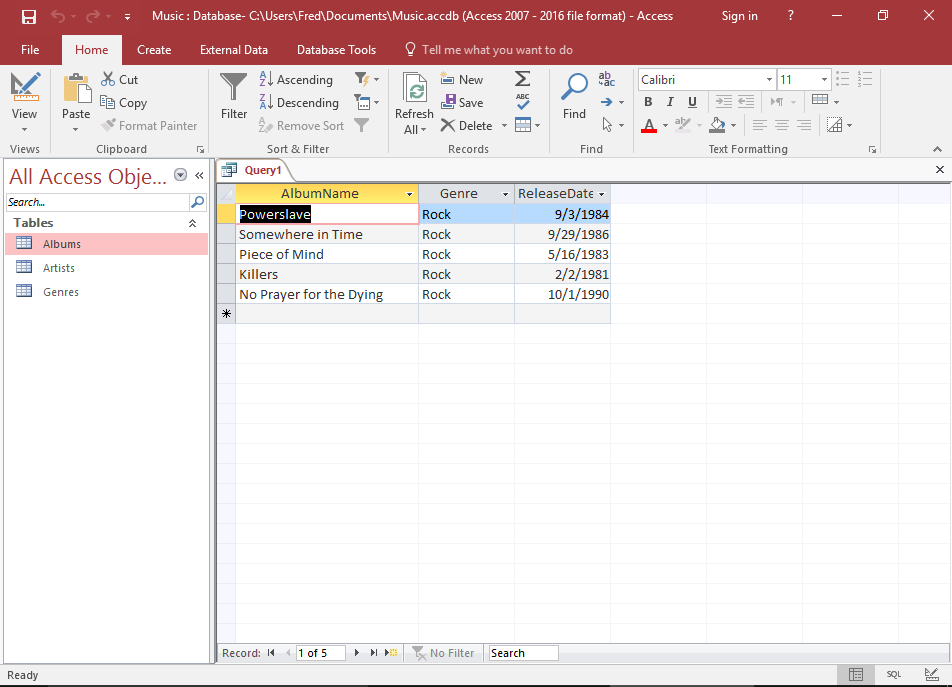 Music : Database- C:\Users\Fred\Documents\Music.accdb (Access 2007 - 2016 file format) - Access Sign in ?
File Home Create External Data Database Tools Tell me what you want to do
View
Views
Paste
Cut
Copy
Format Painter
Clipboard
Filter
Ascending
Descending
Remove Sort
Sort & Filter
Refresh
All
New
Save
Delete
Records
Find
Find
Calibri 11
B I U
Text Formatting
All Access Obje...
Search...
Tables
Albums
Artists
Genres
Query1
AlbumName Genre ReleaseDate
Powerslave Rock 9/3/1984
Somewhere in Time Rock 9/29/1986
Piece of Mind Rock 5/16/1983
Killers Rock 2/2/1981
No Prayer for the Dying Rock 10/1/1990
Record: 1 of 5 No Filter Search
Ready SQL